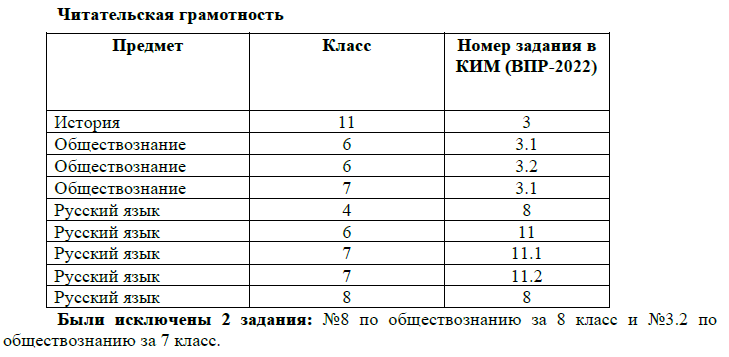 Читательская грамотность
Предмет Класс Номер задания в
КИМ (ВПР-2022)
История 11 3
Обществознание 6 3.1
Обществознание 6 3.2
Обществознание 7 3.1
Русский язык 4 8
Русский язык 6 11
Русский язык 7 11.1
Русский язык 7 11.2
Русский язык 8 8
Были исключены 2 задания: №8 по обществознанию за 8 класс и №3.2 по
обществознанию за 7 класс.